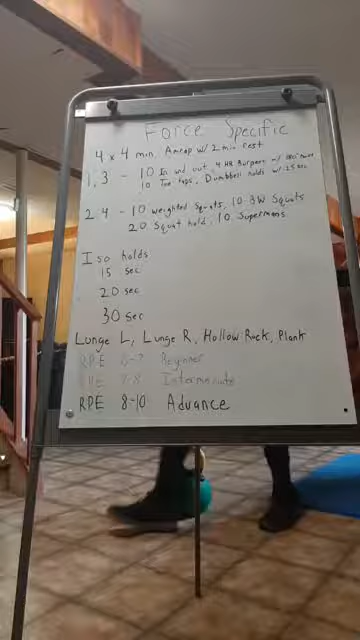 Force Specific
4 x 4 min. Amrap w/ 2 min rest
1, 3 - 10 In and out, 4 HR Burpees w/
10 Toe taps, Dumbbell holds w/ 25 sec
2, 4 - 10 weighted squats, 10 BW Squats
20 Squat hold, 10 Supermans
Iso holds
15 sec
20 sec
30 sec
Lunge L, Lunge R, Hollow Rock, Plank
RPE 6-7 Beginner
RPE 7-8 Intermediate
RPE 8-10 Advance